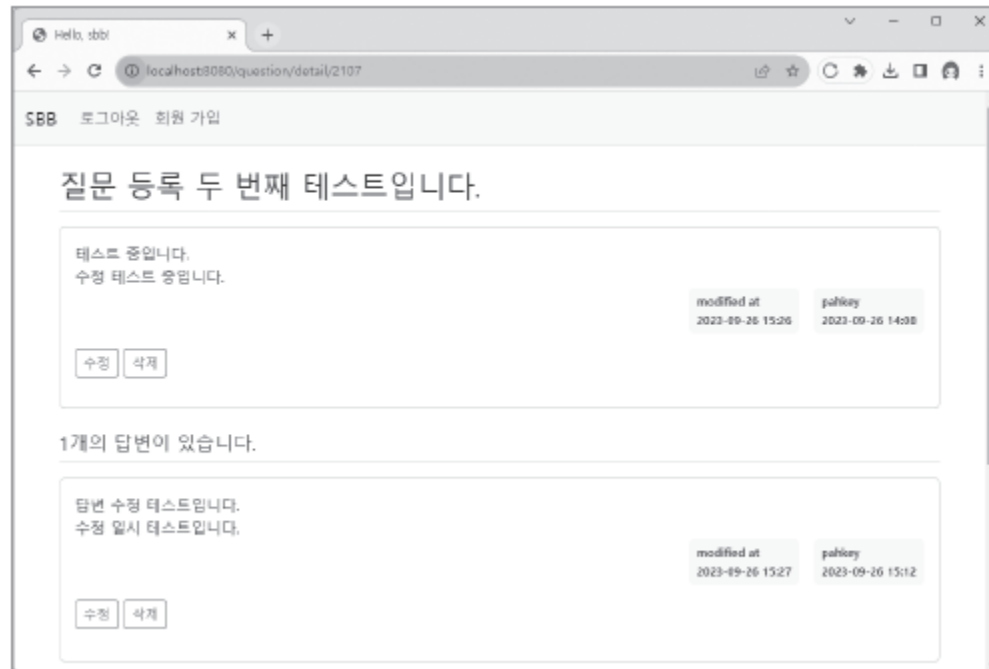 Hello, sbb!
localhost:8080/question/detail/2107
SBB 로그아웃 회원 가입
질문 등록 두 번째 테스트입니다.
테스트 중입니다.
수정 테스트 중입니다.
modified at
2023-09-26 15:26
pahkey
2023-09-26 14:08
수정 삭제
1개의 답변이 있습니다.
답변 수정 테스트입니다.
수정 일시 테스트입니다.
modified at
2023-09-26 15:27
pahkey
2023-09-26 15:12
수정 삭제